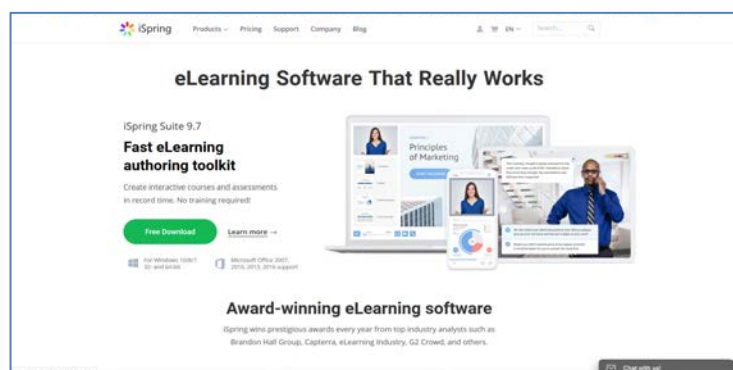 iSpring Products Pricing Support Company Blog EN Search...
eLearning Software That Really Works
iSpring Suite 9.7
Fast eLearning
authoring toolkit
Create interactive courses and assessments
in record time. No training required!
Free Download Learn more →
For Windows 10/8/7
32- and 64-bit
Microsoft Office 2007,
2010, 2013, 2016 support
Principles
of Marketing
Award-winning eLearning software
iSpring wins prestigious awards every year from top industry analysts such as
Brandon Hall Group, Capterra, eLearning Industry, G2 Crowd, and others.
Chat with us!